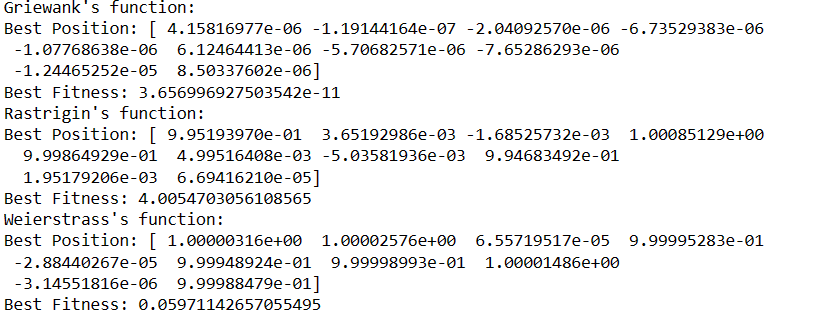 Griewank's function:
Best Position: [ 4.15816977e-06 -1.19144164e-07 -2.04092570e-06 -6.73529383e-06
-1.07768638e-06  6.12464413e-06 -5.70682571e-06 -7.65286293e-06
-1.24465252e-05  8.50337602e-06]
Best Fitness: 3.656996927503542e-11
Rastrigin's function:
Best Position: [ 9.95193970e-01  3.65192986e-03 -1.68525732e-03  1.00085129e+00
9.99864929e-01  4.99516408e-03 -5.03581936e-03  9.94683492e-01
1.95179206e-03  6.69416210e-05]
Best Fitness: 4.0054703056108565
Weierstrass's function:
Best Position: [ 1.00000316e+00  1.00002576e+00  6.55719517e-05  9.99995283e-01
-2.88440267e-05  9.99948924e-01  9.99998993e-01  1.00001486e+00
-3.14551816e-06  9.99988479e-01]
Best Fitness: 0.05971142657055495